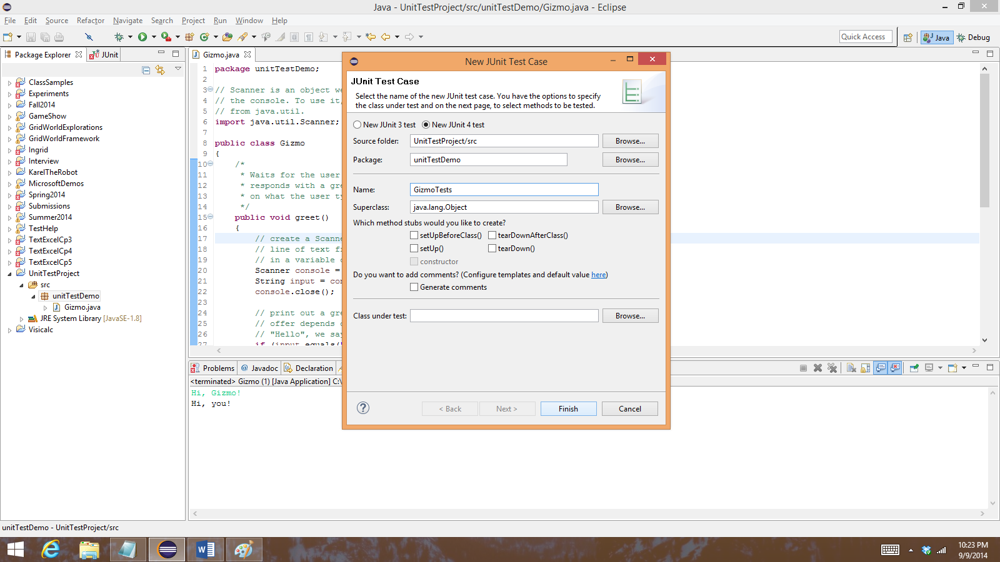 Java - UnitTestProject/src/unitTestDemo/Gizmo.java - Eclipse
File Edit Source Refactor Navigate Search Project Run Window Help
Quick Access
Java
Debug
Package Explorer
JUnit
ClassSamples
Experiments
Fall2014
GameShow
GridWorldExplorations
GridWorldFramework
Ingrid
Interview
KarelTheRobot
MicrosoftDemos
Spring2014
Submissions
Summer2014
TestHelp
TextExcelCp3
TextExcelCp4
TextExcelCp5
UnitTestProject
src
unitTestDemo
Gizmo.java
JRE System Library [JavaSE-1.8]
Visicalc
Gizmo.java
1 package unitTestDemo;
2
3 // Scanner is an object we
4 // the console. To use it,
5 // from java.util.
6 import java.util.Scanner;
7
8 public class Gizmo
9 {
10 /*
11 * Waits for the user
12 * responds with a gre
13 * on what the user ty
14 */
15 public void greet()
16 {
17 // create a Scanne
18 // line of text fr
19 // in a variable
20 Scanner console =
21 String input = con
22 console.close();
23
24 // print out a gre
25 // offer depends
26 // "Hello", we say
27 if (input.equals(
New JUnit Test Case
JUnit Test Case
Select the name of the new JUnit test case. You have the options to specify
the class under test and on the next page, to select methods to be tested.
New JUnit 3 test New JUnit 4 test
Source folder: UnitTestProject/src Browse...
Package: unitTestDemo Browse...
Name: GizmoTests
Superclass: java.lang.Object Browse...
Which method stubs would you like to create?
setUpBeforeClass() tearDownAfterClass()
setUp() tearDown()
constructor
Do you want to add comments? (Configure templates and default value here)
Generate comments
Class under test: Browse...
? < Back Next > Finish Cancel
Problems @ Javadoc Declaration
<terminated> Gizmo (1) [Java Application] C:\
Hi, Gizmo!
Hi, you!
unitTestDemo - UnitTestProject/src
10:23 PM
9/9/2014